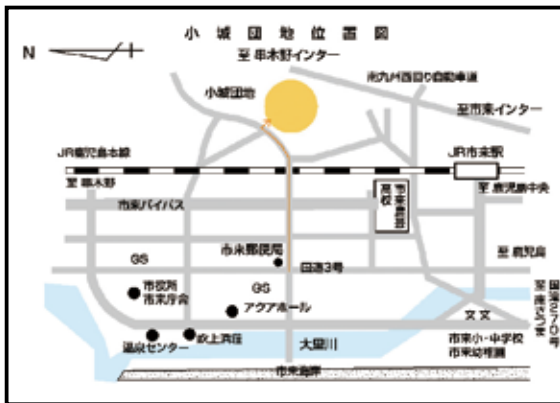 小城団地位置図
N
至 串木野インター
南九州西回り自動車道
小城団地
至市来インター
JR鹿児島本線
JR市来駅
至 串木野
至 鹿児島中央
市来農芸高校
市来バイパス
市来郵便局
国道3号
至 鹿児島
GS
GS
市役所
市来庁舎
アクアホール
国道270号
至 南さつま
文 文
温泉センター
吹上浜荘
大里川
市来小・中学校
市来幼稚園
市来海岸